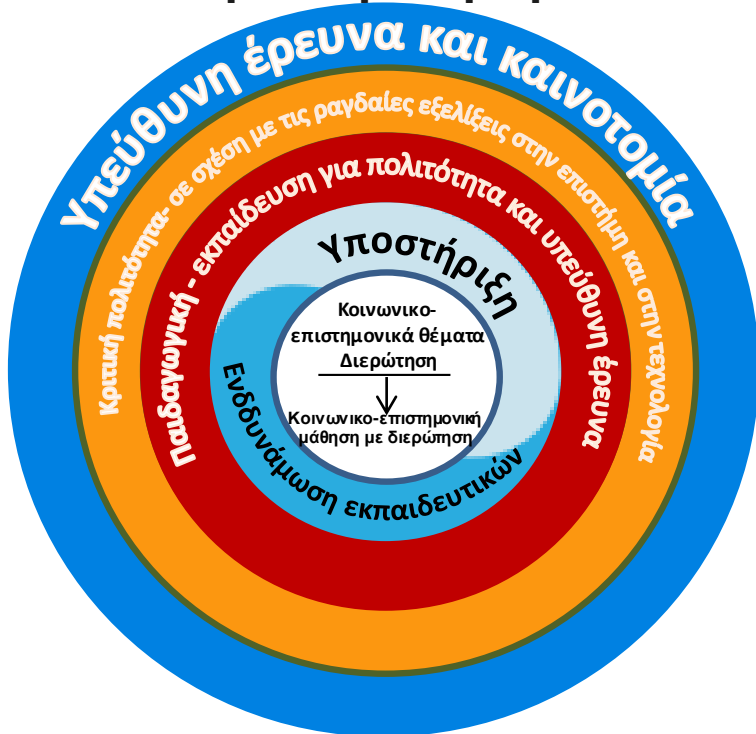 Υπεύθυνη έρευνα και καινοτομία
Κριτική πολιτότητα- σε σχέση με τις ραγδαίες εξελίξεις στην επιστήμη και στην τεχνολογία
Παιδαγωγική - εκπαίδευση για πολιτότητα και υπεύθυνη έρευνα
Υποστήριξη
Κοινωνικο-
επιστημονικά θέματα
Διερώτηση
Κοινωνικο-επιστημονική
μάθηση με διερώτηση
Ενδδυνάμωση εκπαιδευτικών